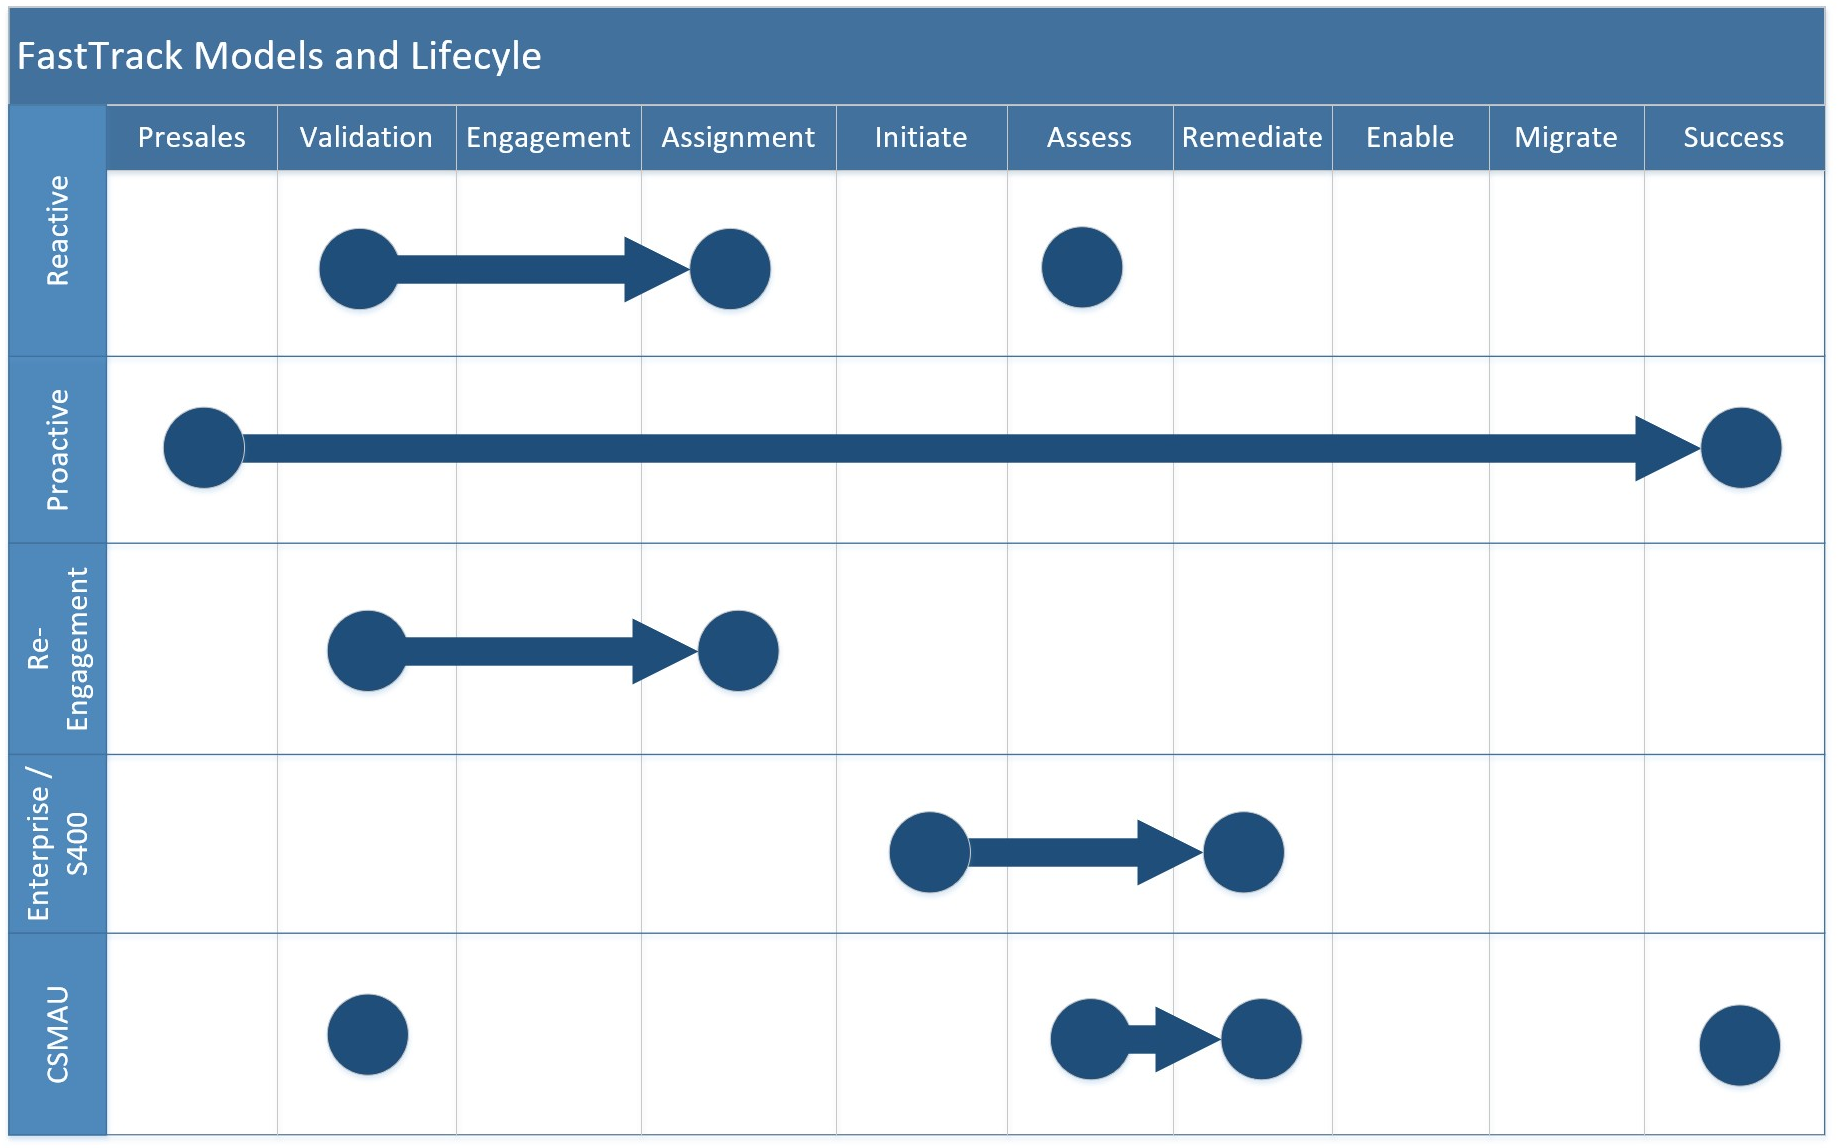 FastTrack Models and Lifecyle
Presales Validation Engagement Assignment Initiate Assess Remediate Enable Migrate Success
Reactive
Proactive
Re-
Engagement
Enterprise /
S400
CSMAU